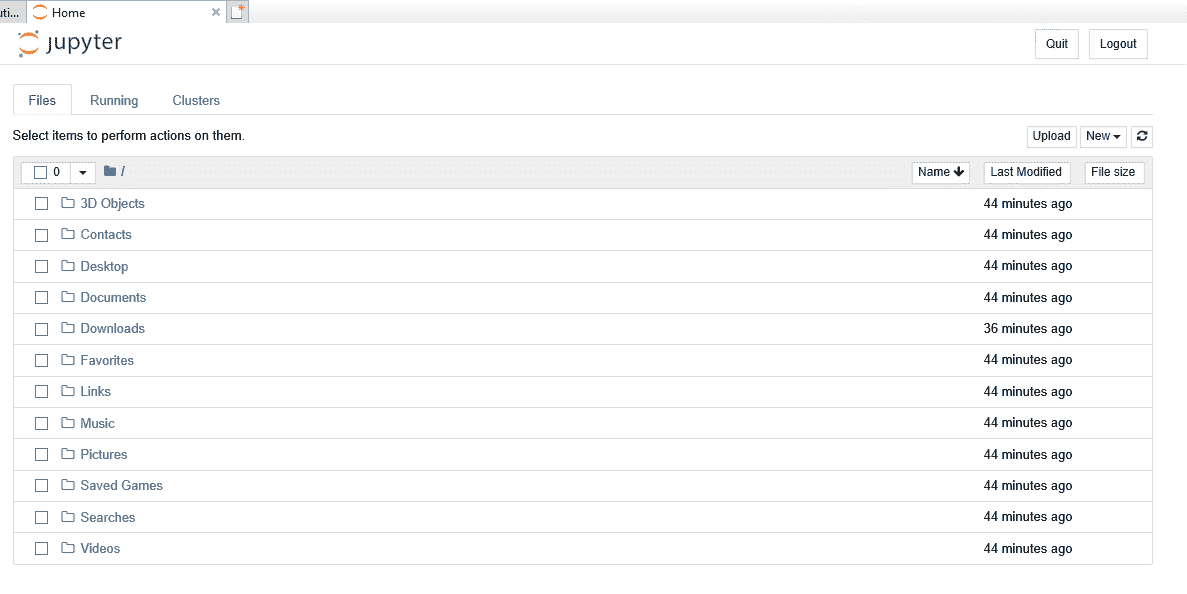 uti... Home
jupyter Quit Logout
Files Running Clusters
Select items to perform actions on them. Upload New
0 / Name Last Modified File size
3D Objects 44 minutes ago
Contacts 44 minutes ago
Desktop 44 minutes ago
Documents 44 minutes ago
Downloads 36 minutes ago
Favorites 44 minutes ago
Links 44 minutes ago
Music 44 minutes ago
Pictures 44 minutes ago
Saved Games 44 minutes ago
Searches 44 minutes ago
Videos 44 minutes ago